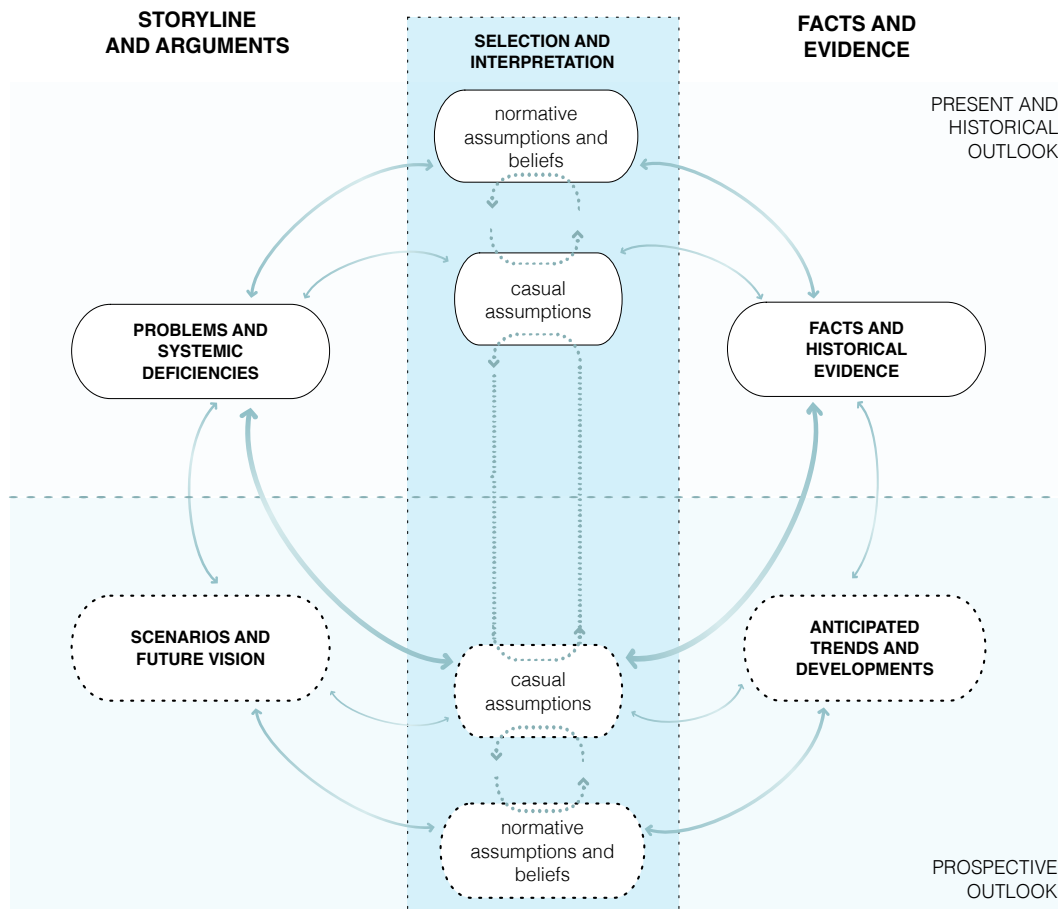 STORYLINE
AND ARGUMENTS
SELECTION AND
INTERPRETATION
FACTS AND
EVIDENCE
PRESENT AND
HISTORICAL
OUTLOOK
normative
assumptions and
beliefs
casual
assumptions
PROBLEMS AND
SYSTEMIC
DEFICIENCIES
FACTS AND
HISTORICAL
EVIDENCE
SCENARIOS AND
FUTURE VISION
casual
assumptions
ANTICIPATED
TRENDS AND
DEVELOPMENTS
normative
assumptions and
beliefs
PROSPECTIVE
OUTLOOK